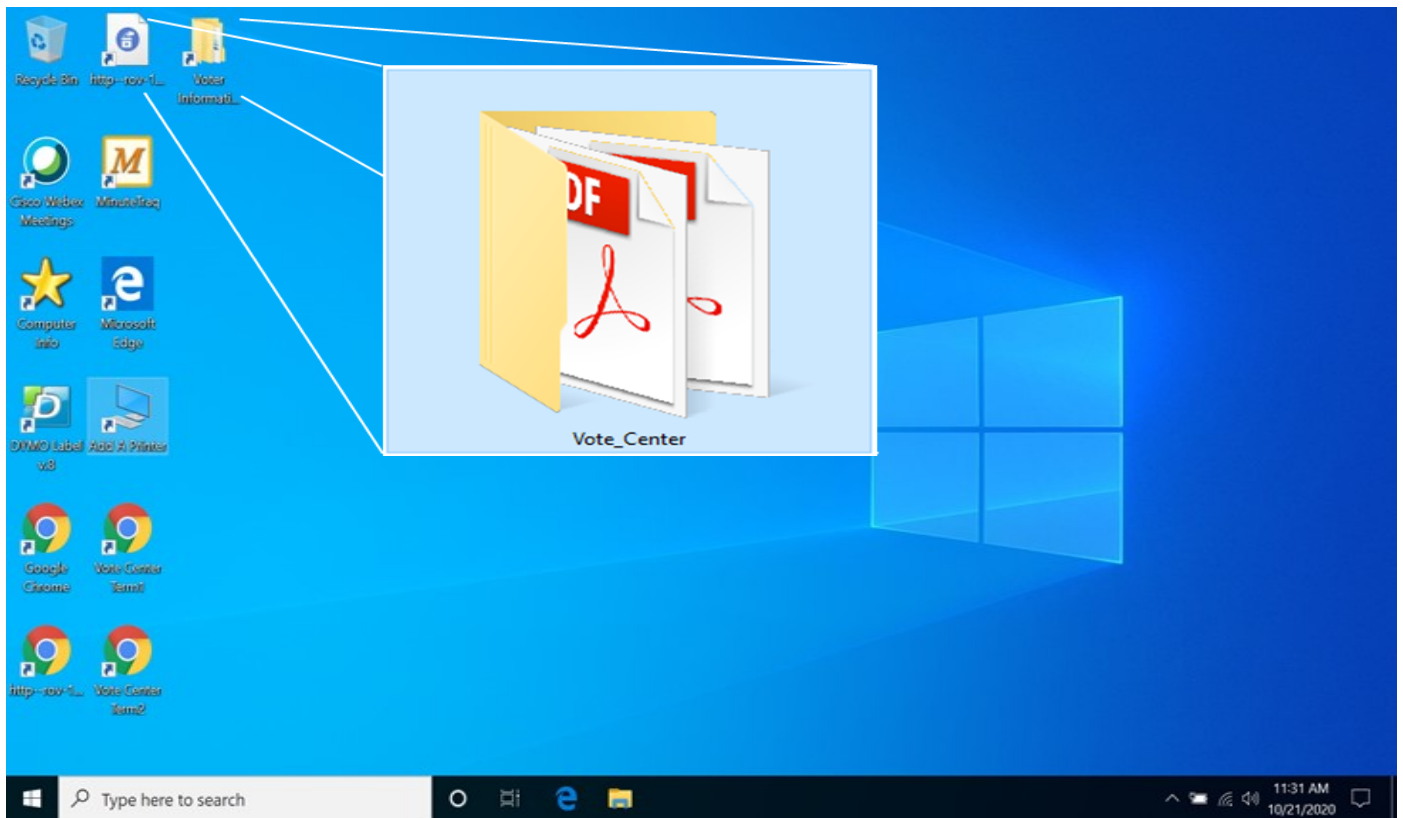 Recycle Bin
http--rov-1...
Voter
Informati...
Cisco Webex
Meetings
M
MinuteTraq
Computer
Info
Microsoft
Edge
D
DYMO Label
v.8
Add A Printer
Google
Chrome
Vote Center
Term1
http--rov-1...
Vote Center
Term2
DF
Vote_Center
Type here to search
11:31 AM
10/21/2020